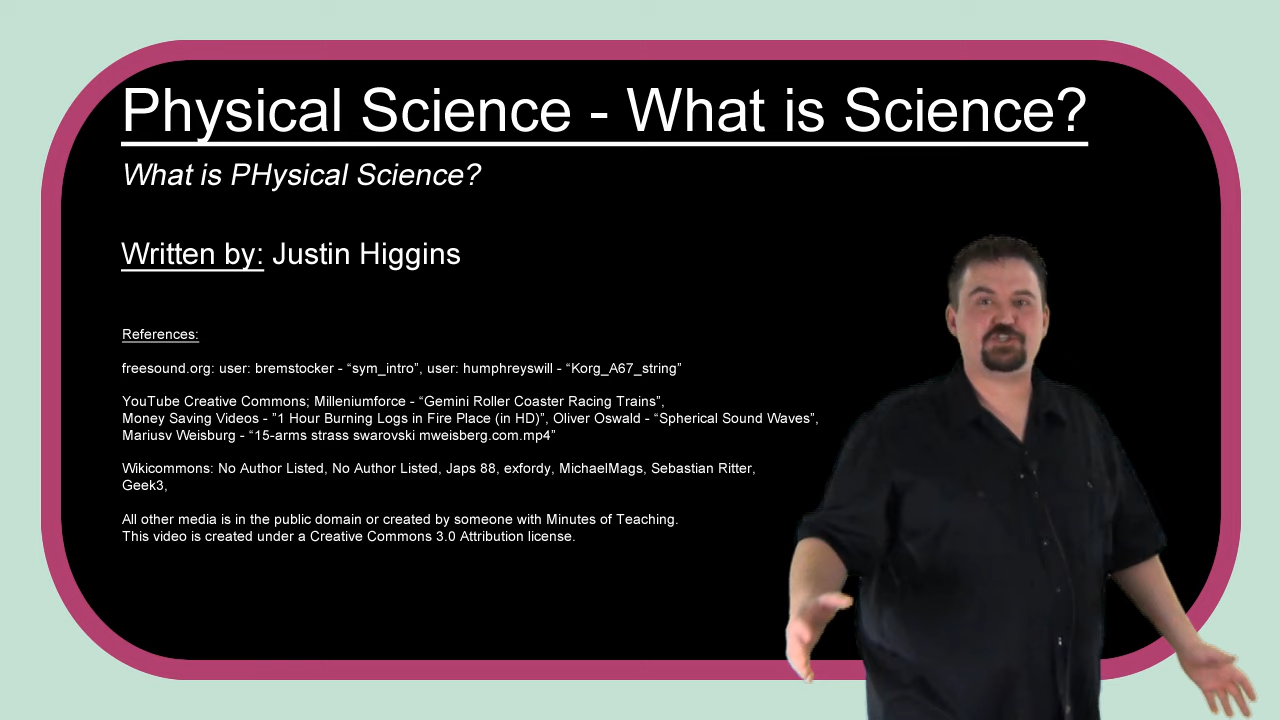 Physical Science - What is Science?
What is PHysical Science?
Written by: Justin Higgins
References:
freesound.org: user: bremstocker - “sym_intro”, user: humphreyswill - “Korg_A67_string”
YouTube Creative Commons; Milleniumforce - “Gemini Roller Coaster Racing Trains”,
Money Saving Videos - ”1 Hour Burning Logs in Fire Place (in HD)”, Oliver Oswald - “Spherical Sound Waves”,
Mariusv Weisburg - “15-arms strass swarovski mweisberg.com.mp4”
Wikicommons: No Author Listed, No Author Listed, Japs 88, exfordy, MichaelMags, Sebastian Ritter,
Geek3,
All other media is in the public domain or created by someone with Minutes of Teaching.
This video is created under a Creative Commons 3.0 Attribution license.